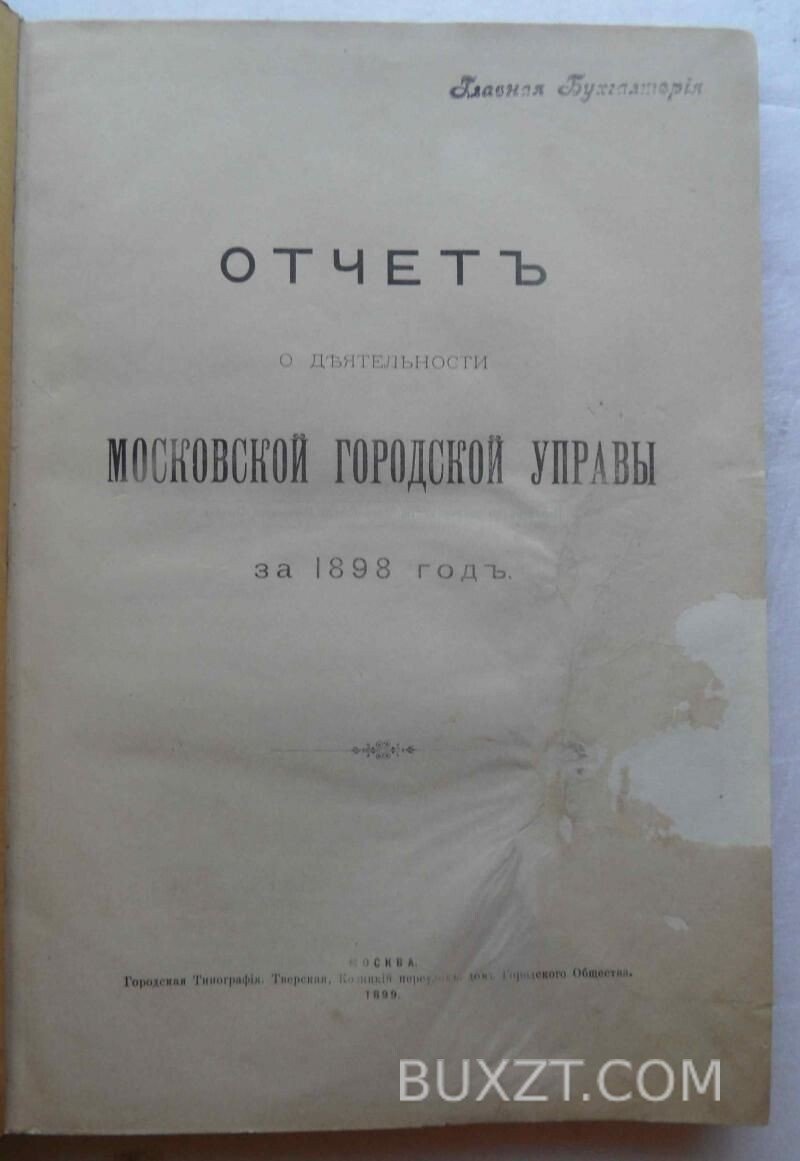 Главная Бухгалтерія
ОТЧЕТЪ
О ДѢЯТЕЛЬНОСТИ
МОСКОВСКОЙ ГОРОДСКОЙ УПРАВЫ
за 1898 годъ.
МОСКВА.
Городская Типографія. Тверская, Козицкій переулокъ, домъ Городского Общества.
1899.
BUXZT.COM